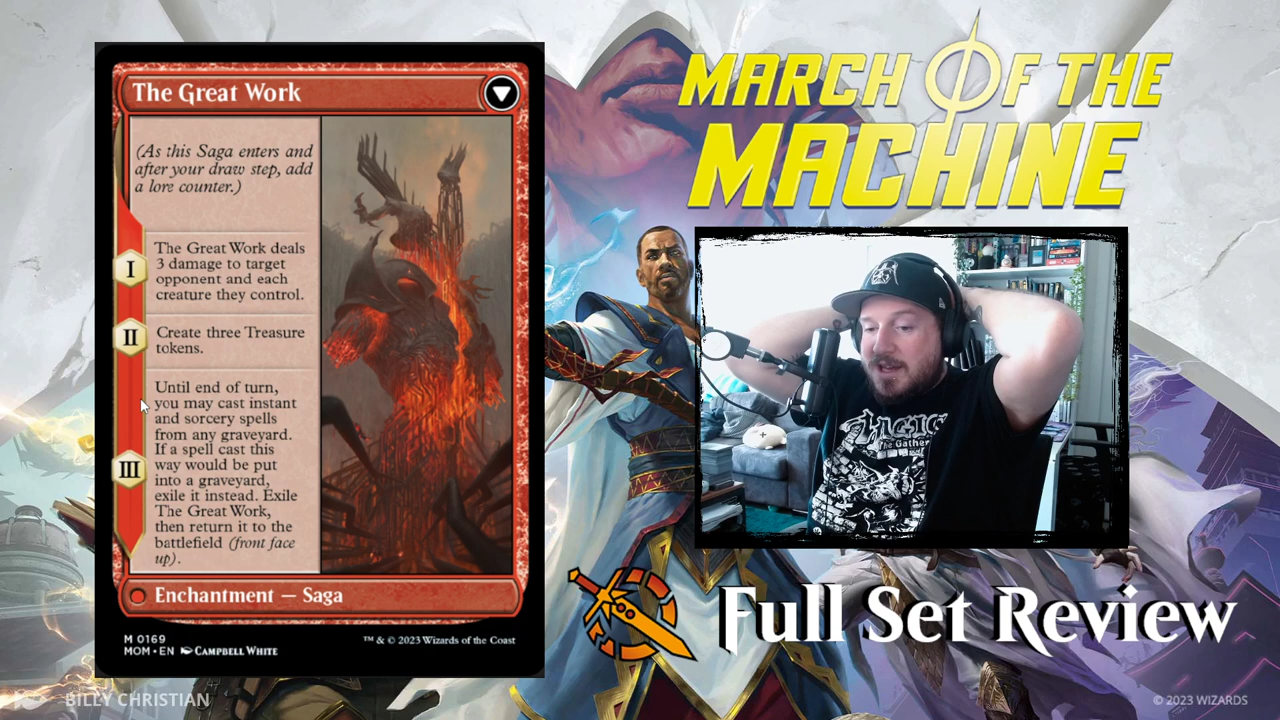 The Great Work
(As this Saga enters and
after your draw step, add
a lore counter.)
I
The Great Work deals
3 damage to target
opponent and each
creature they control.
II
Create three Treasure
tokens.
III
Until end of turn,
you may cast instant
and sorcery spells
from any graveyard.
If a spell cast this
way would be put
into a graveyard,
exile it instead. Exile
The Great Work,
then return it to the
battlefield (front face
up).
Enchantment — Saga
M 0169
MOM • EN CAMPBELL WHITE
™ & © 2023 Wizards of the Coast
MARCH OF THE
MACHINE
MAGIC
The Gathering
Full Set Review
BILLY CHRISTIAN
© 2023 WIZARDS